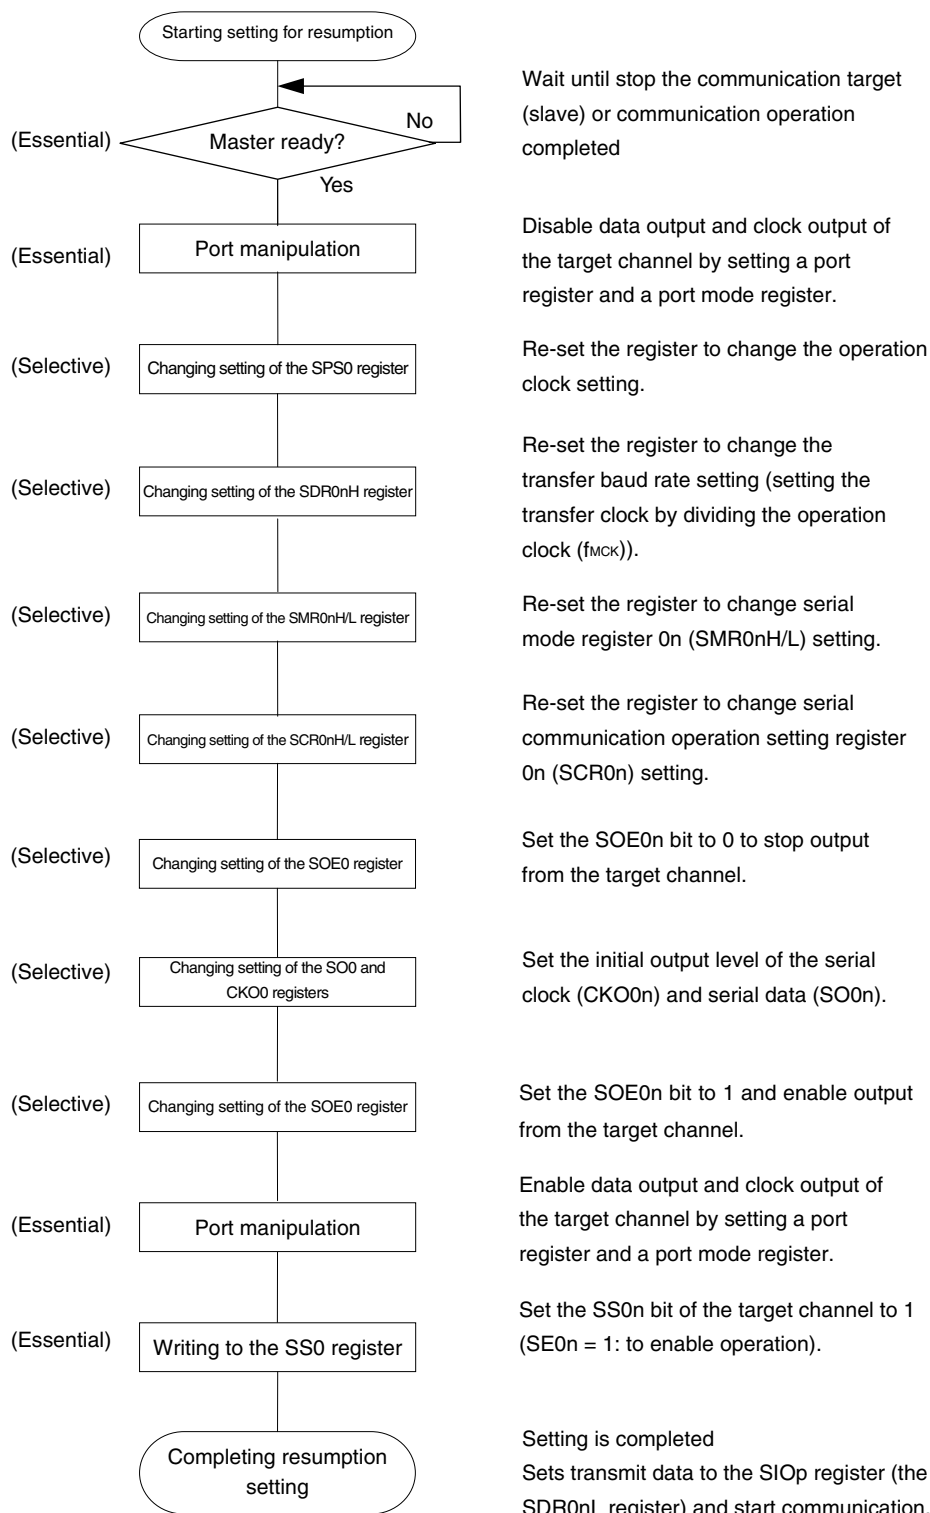 Starting setting for resumption
Wait until stop the communication target
(slave) or communication operation
completed
(Essential)
Master ready?
No
Yes
(Essential)
Port manipulation
Disable data output and clock output of
the target channel by setting a port
register and a port mode register.
(Selective)
Changing setting of the SPS0 register
Re-set the register to change the operation
clock setting.
(Selective)
Changing setting of the SDR0nH register
Re-set the register to change the
transfer baud rate setting (setting the
transfer clock by dividing the operation
clock (fMCK)).
(Selective)
Changing setting of the SMR0nH/L register
Re-set the register to change serial
mode register 0n (SMR0nH/L) setting.
(Selective)
Changing setting of the SCR0nH/L register
Re-set the register to change serial
communication operation setting register
0n (SCR0n) setting.
(Selective)
Changing setting of the SOE0 register
Set the SOE0n bit to 0 to stop output
from the target channel.
(Selective)
Changing setting of the SO0 and
CKO0 registers
Set the initial output level of the serial
clock (CKO0n) and serial data (SO0n).
(Selective)
Changing setting of the SOE0 register
Set the SOE0n bit to 1 and enable output
from the target channel.
(Essential)
Port manipulation
Enable data output and clock output of
the target channel by setting a port
register and a port mode register.
(Essential)
Writing to the SS0 register
Set the SS0n bit of the target channel to 1
(SE0n = 1: to enable operation).
Completing resumption
setting
Setting is completed
Sets transmit data to the SIOp register (the
SDR0nL register) and start communication.